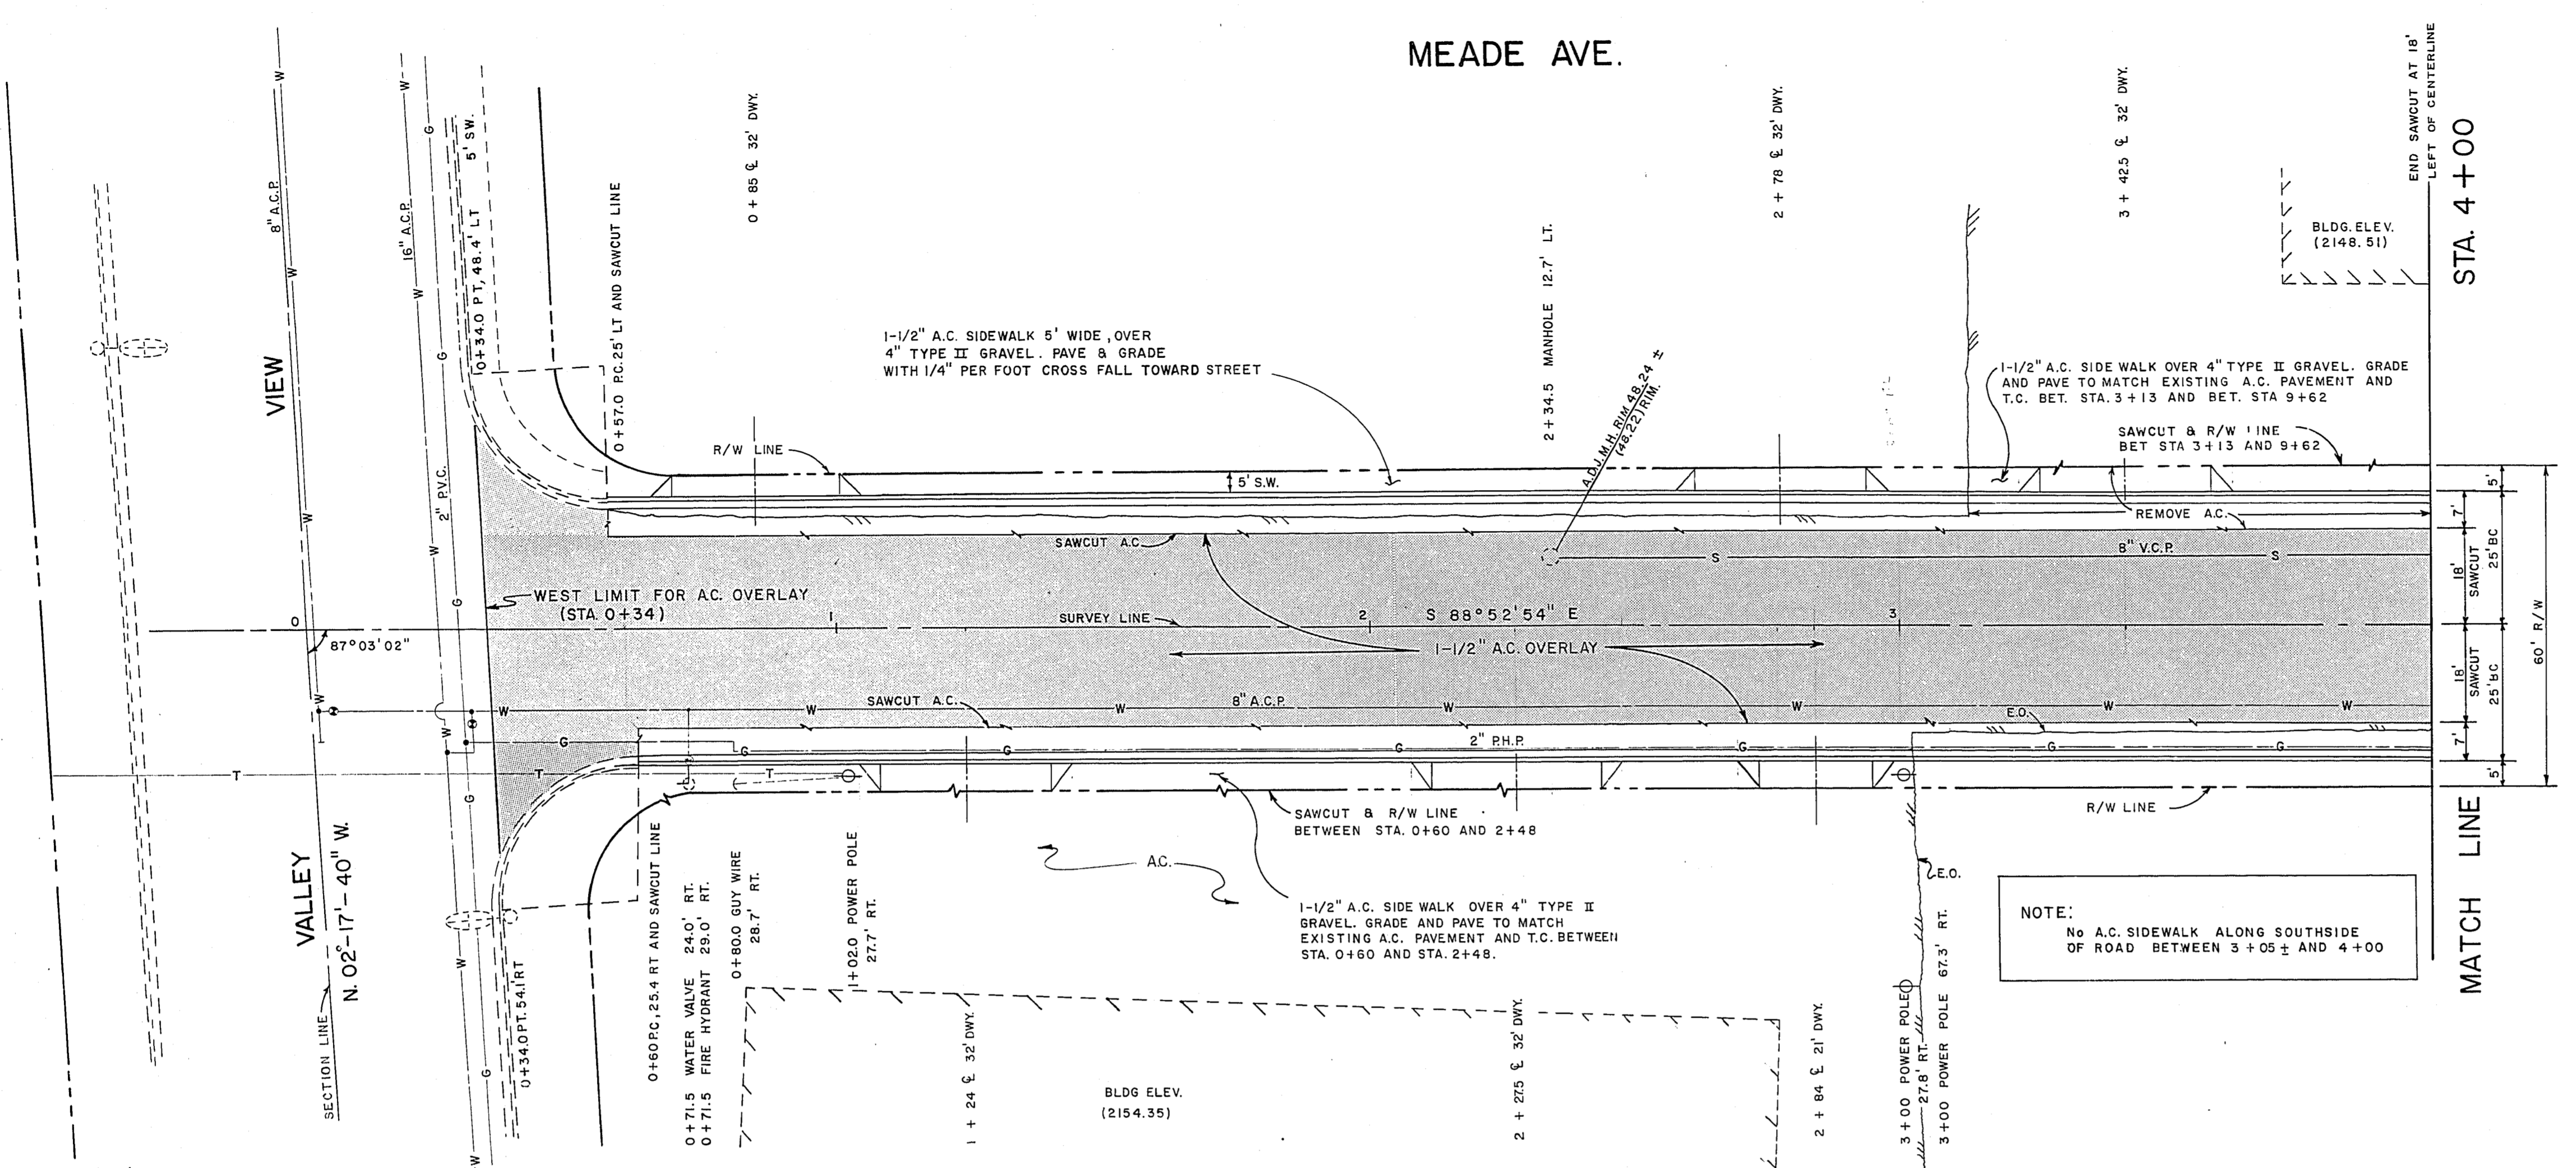 MEADE AVE.
8" A.C.P.
16" A.C.P.
5' SW.
0+34.0 PT, 48.4' LT
0+57.0 P.C. 25' LT AND SAWCUT LINE
0+85 ℄ 32' DWY.
2+34.5 MANHOLE 12.7' LT.
2+78 ℄ 32' DWY.
3+42.5 ℄ 32' DWY.
END SAWCUT AT 18'
LEFT OF CENTERLINE
STA. 4+00
BLDG. ELEV.
(2148.51)
1-1/2" A.C. SIDEWALK 5' WIDE, OVER
4" TYPE II GRAVEL. PAVE & GRADE
WITH 1/4" PER FOOT CROSS FALL TOWARD STREET
ADJ. M.H. RIM 48.24 ±
(48.22) RIM.
1-1/2" A.C. SIDE WALK OVER 4" TYPE II GRAVEL. GRADE
AND PAVE TO MATCH EXISTING A.C. PAVEMENT AND
T.C. BET. STA. 3+13 AND BET. STA 9+62
SAWCUT & R/W LINE
BET STA 3+13 AND 9+62
R/W LINE
5' S.W.
REMOVE A.C.
VIEW
2" P.V.C.
SAWCUT A.C.
8" V.C.P.
S
S
WEST LIMIT FOR A.C. OVERLAY
(STA. 0+34)
SURVEY LINE
S 88°52'54" E
0
1
2
3
87°03'02"
1-1/2" A.C. OVERLAY
SAWCUT A.C.
8" A.C.P.
E.O.
2" P.H.P.
5'
7'
18'
SAWCUT
25' BC
18'
SAWCUT
25' BC
7'
5'
60' R/W
W
W
W
W
W
W
W
G
G
G
G
G
G
G
T
T
T
SAWCUT & R/W LINE
BETWEEN STA. 0+60 AND 2+48
R/W LINE
A.C.
E.O.
1-1/2" A.C. SIDE WALK OVER 4" TYPE II
GRAVEL. GRADE AND PAVE TO MATCH
EXISTING A.C. PAVEMENT AND T.C. BETWEEN
STA. 0+60 AND STA. 2+48.
NOTE:
No A.C. SIDEWALK ALONG SOUTHSIDE
OF ROAD BETWEEN 3+05± AND 4+00
MATCH LINE
VALLEY
N. 02°-17'-40" W.
SECTION LINE
0+34.0 PT. 54.1' RT
0+60 P.C., 25.4 RT AND SAWCUT LINE
0+71.5 WATER VALVE 24.0' RT.
0+71.5 FIRE HYDRANT 29.0' RT.
0+80.0 GUY WIRE
28.7' RT.
1+02.0 POWER POLE
27.7' RT.
1+24 ℄ 32' DWY.
BLDG ELEV.
(2154.35)
2+27.5 ℄ 32' DWY.
2+84 ℄ 21' DWY.
3+00 POWER POLE
27.8' RT.
3+00 POWER POLE 67.3' RT.